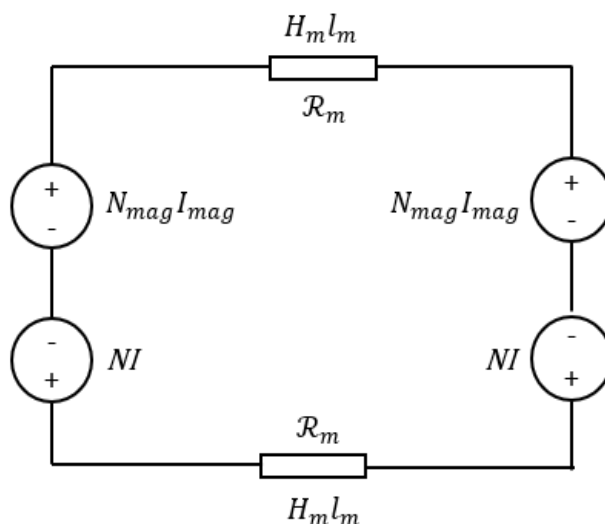 H_m l_m
ℛ_m
+ N_mag I_mag -
N_mag I_mag + -
- NI +
NI - +
ℛ_m
H_m l_m